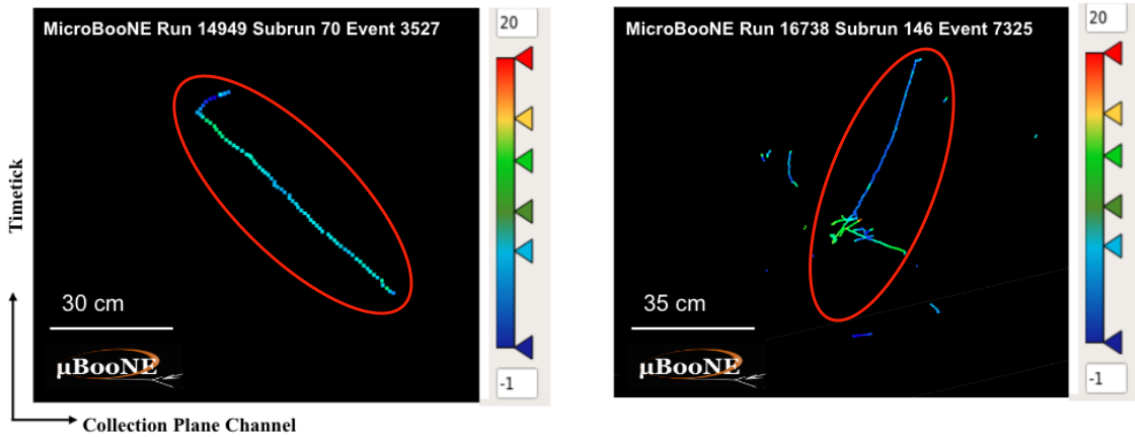 MicroBooNE Run 14949 Subrun 70 Event 3527
20
30 cm
μBooNE
-1
Timetick
Collection Plane Channel
MicroBooNE Run 16738 Subrun 146 Event 7325
20
35 cm
μBooNE
-1